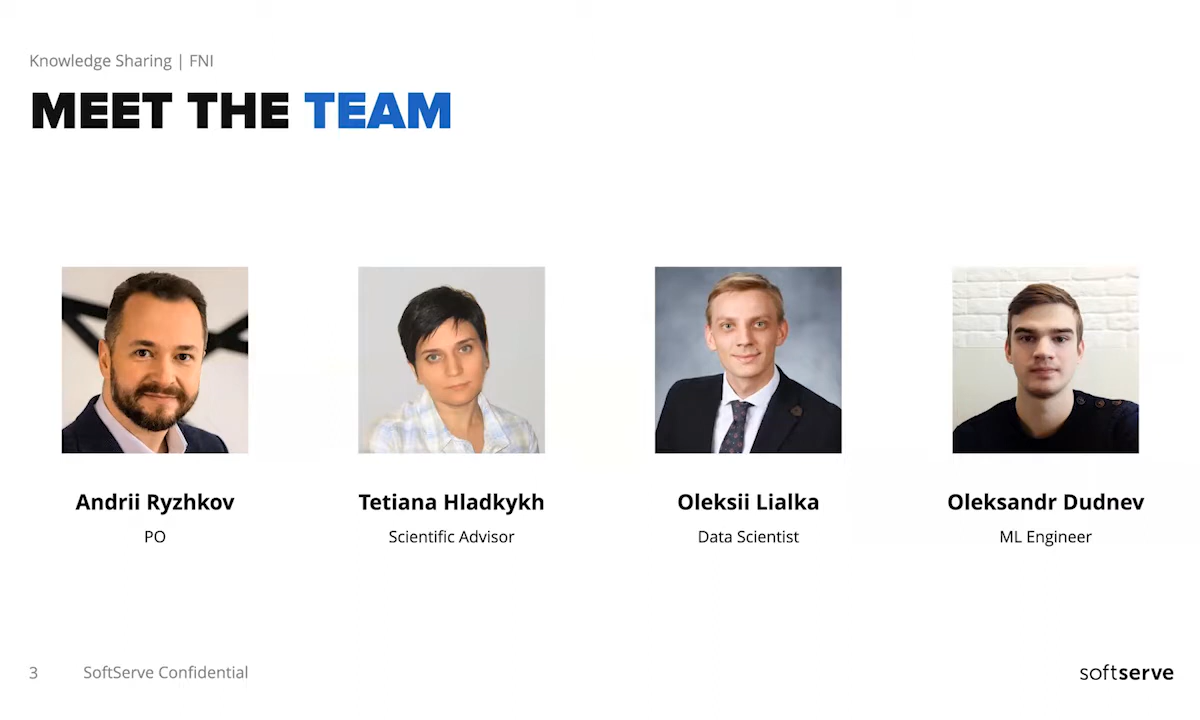 Knowledge Sharing | FNI
MEET THE TEAM
Andrii Ryzhkov
PO
Tetiana Hladkykh
Scientific Advisor
Oleksii Lialka
Data Scientist
Oleksandr Dudnev
ML Engineer
3
SoftServe Confidential
softserve